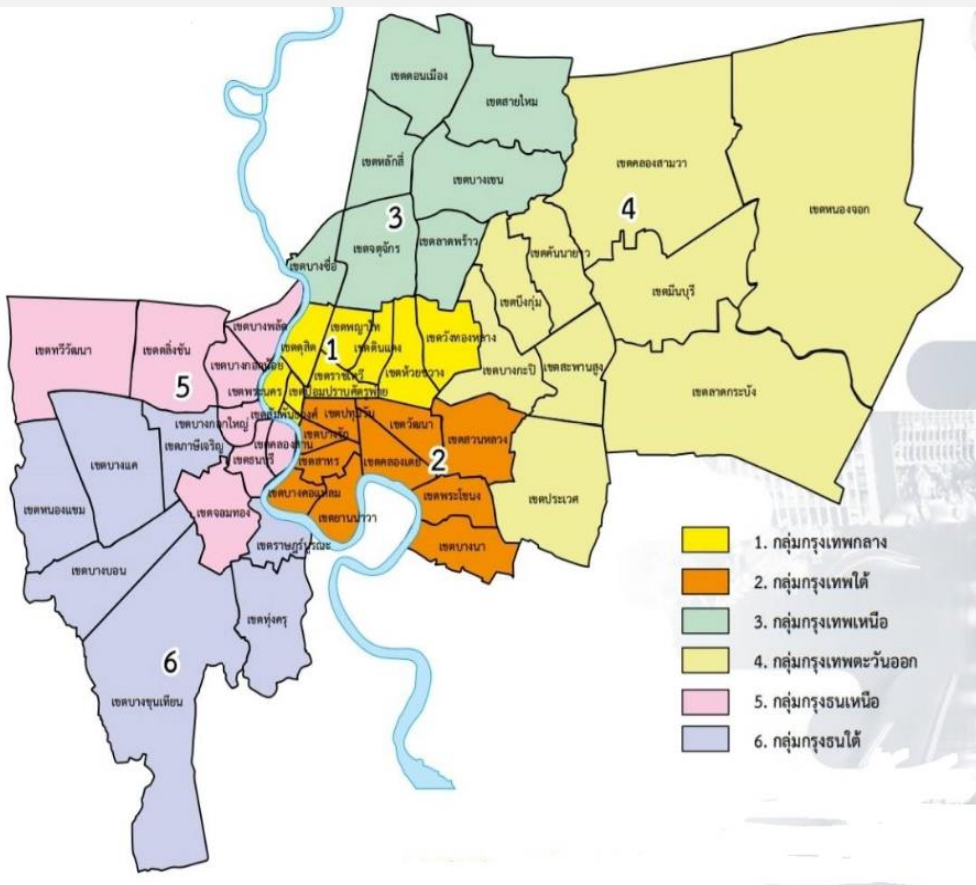 เขตดอนเมือง
เขตสายไหม
เขตหลักสี่
เขตบางเขน
เขตคลองสามวา
เขตหนองจอก
3
4
เขตจตุจักร
เขตลาดพร้าว
เขตบางซื่อ
เขตคันนายาว
เขตบึงกุ่ม
เขตมีนบุรี
เขตทวีวัฒนา
เขตตลิ่งชัน
เขตบางพลัด
เขตดุสิต
เขตพญาไท
เขตดินแดง
เขตวังทองหลาง
1
เขตบางกอกน้อย
เขตราชเทวี
เขตห้วยขวาง
เขตบางกะปิ
เขตสะพานสูง
เขตลาดกระบัง
5
เขตพระนคร
เขตป้อมปราบศัตรูพ่าย
เขตบางกอกใหญ่
เขตสัมพันธวงศ์
เขตปทุมวัน
เขตวัฒนา
เขตสวนหลวง
เขตภาษีเจริญ
เขตคลองสาน
เขตบางรัก
เขตบางแค
เขตธนบุรี
เขตสาทร
เขตคลองเตย
2
เขตบางคอแหลม
เขตพระโขนง
เขตประเวศ
เขตหนองแขม
เขตจอมทอง
เขตยานนาวา
เขตราษฎร์บูรณะ
เขตบางนา
เขตบางบอน
เขตทุ่งครุ
6
เขตบางขุนเทียน
1. กลุ่มกรุงเทพกลาง
2. กลุ่มกรุงเทพใต้
3. กลุ่มกรุงเทพเหนือ
4. กลุ่มกรุงเทพตะวันออก
5. กลุ่มกรุงธนเหนือ
6. กลุ่มกรุงธนใต้